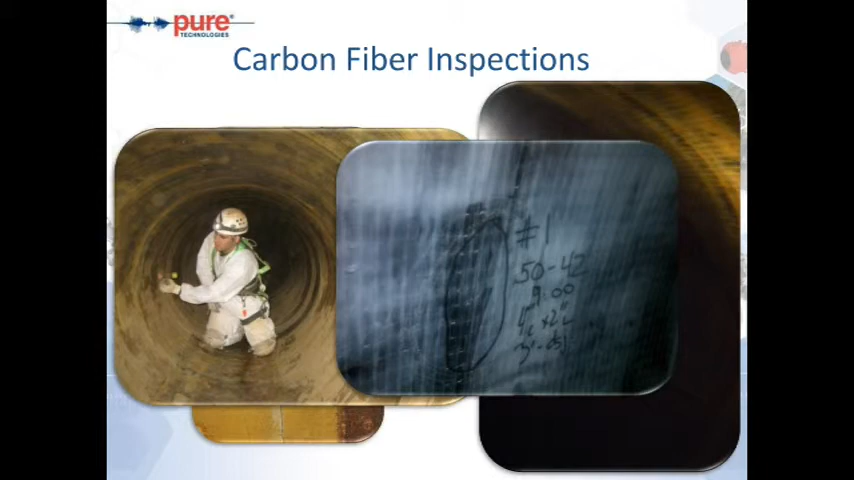 pure®
TECHNOLOGIES
Carbon Fiber Inspections
#1
50-42
9:00